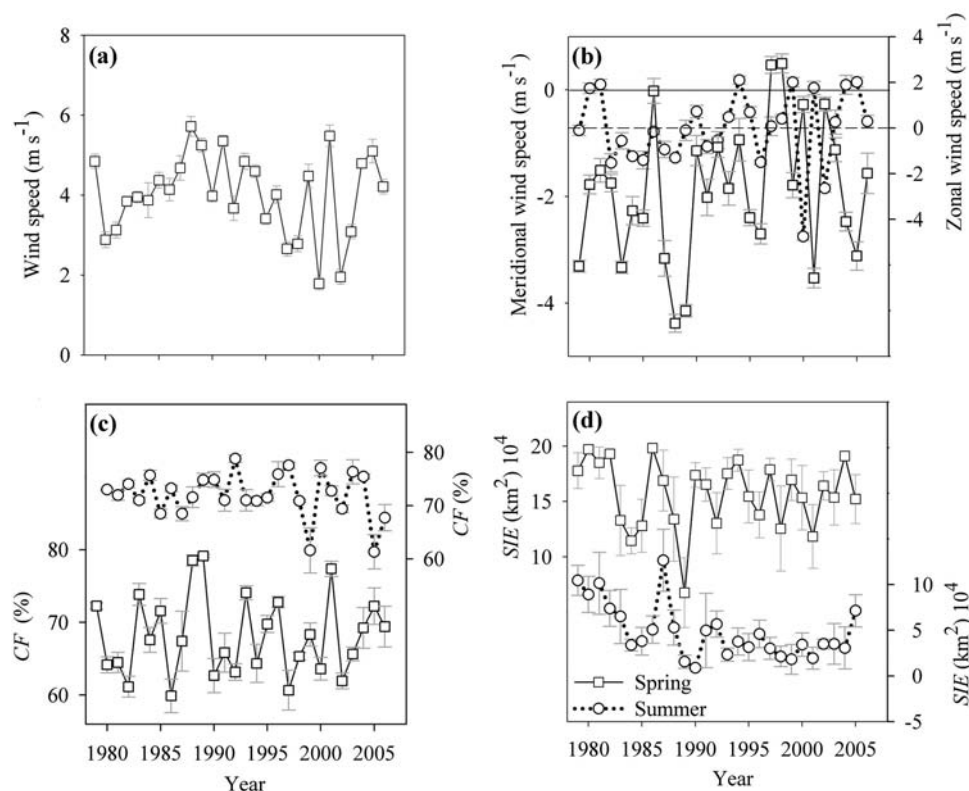 (a)
8
6
4
2
0
Wind speed (m s⁻¹)
(b)
0
-2
-4
Meridional wind speed (m s⁻¹)
4
2
0
-2
-4
Zonal wind speed (m s⁻¹)
(c)
80
70
60
CF (%)
80
70
60
CF (%)
1980 1985 1990 1995 2000 2005
Year
(d)
20
15
10
SIE (km²) 10⁴
10
5
0
-5
SIE (km²) 10⁴
Spring
Summer
1980 1985 1990 1995 2000 2005
Year